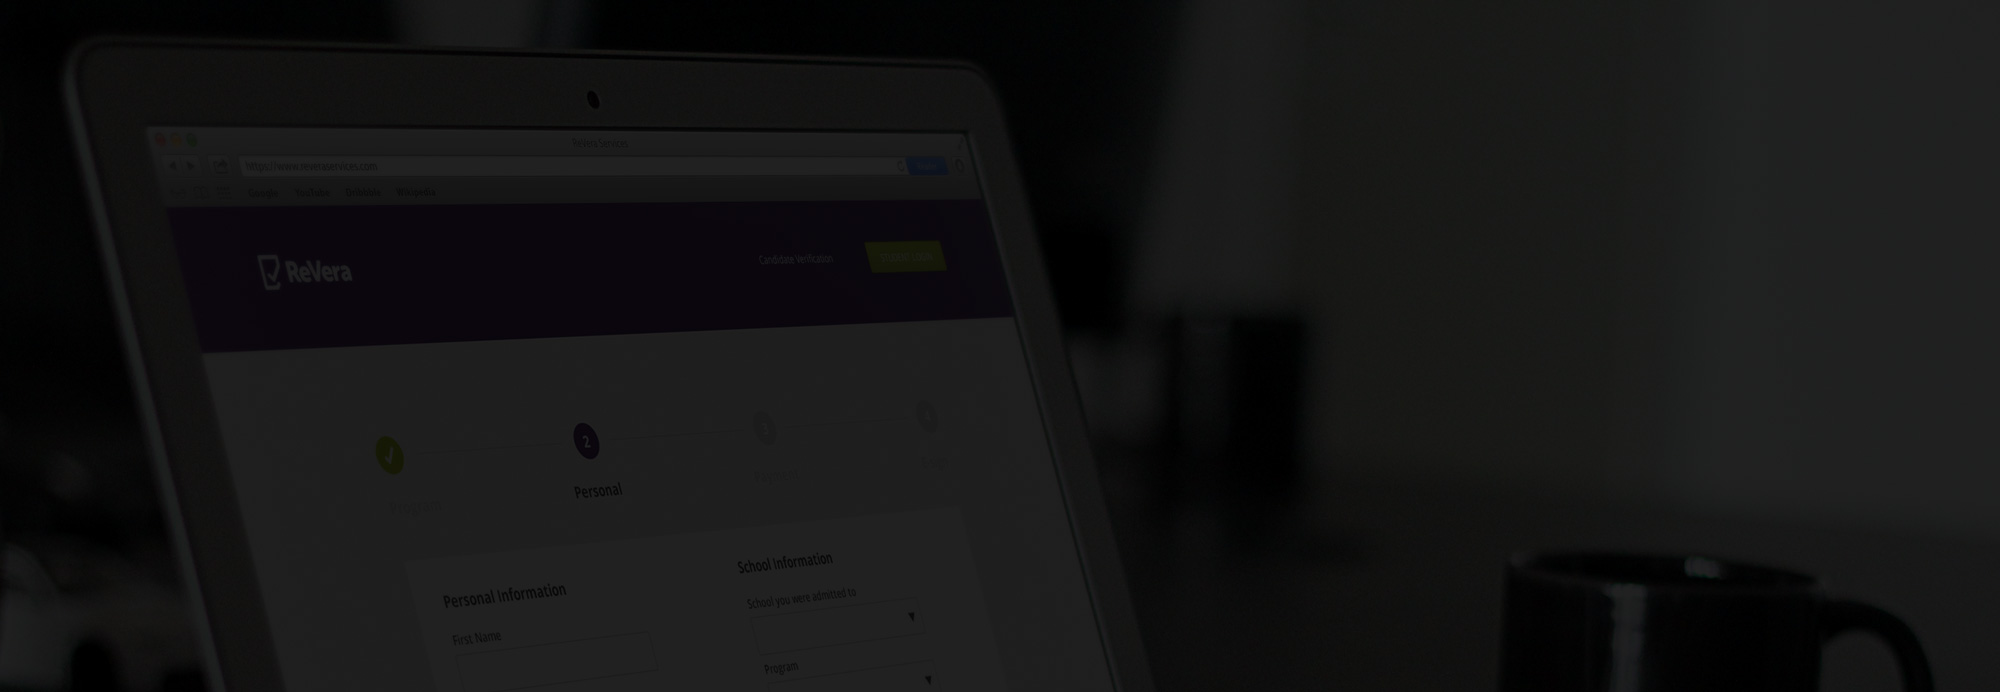 ReVera Services
https://www.reveraservices.com
Google YouTube Dribbble Wikipedia
ReVera
Candidate Verification
2
3
4
Program
Personal
School Information
Personal Information
School you were admitted to
First Name
Program